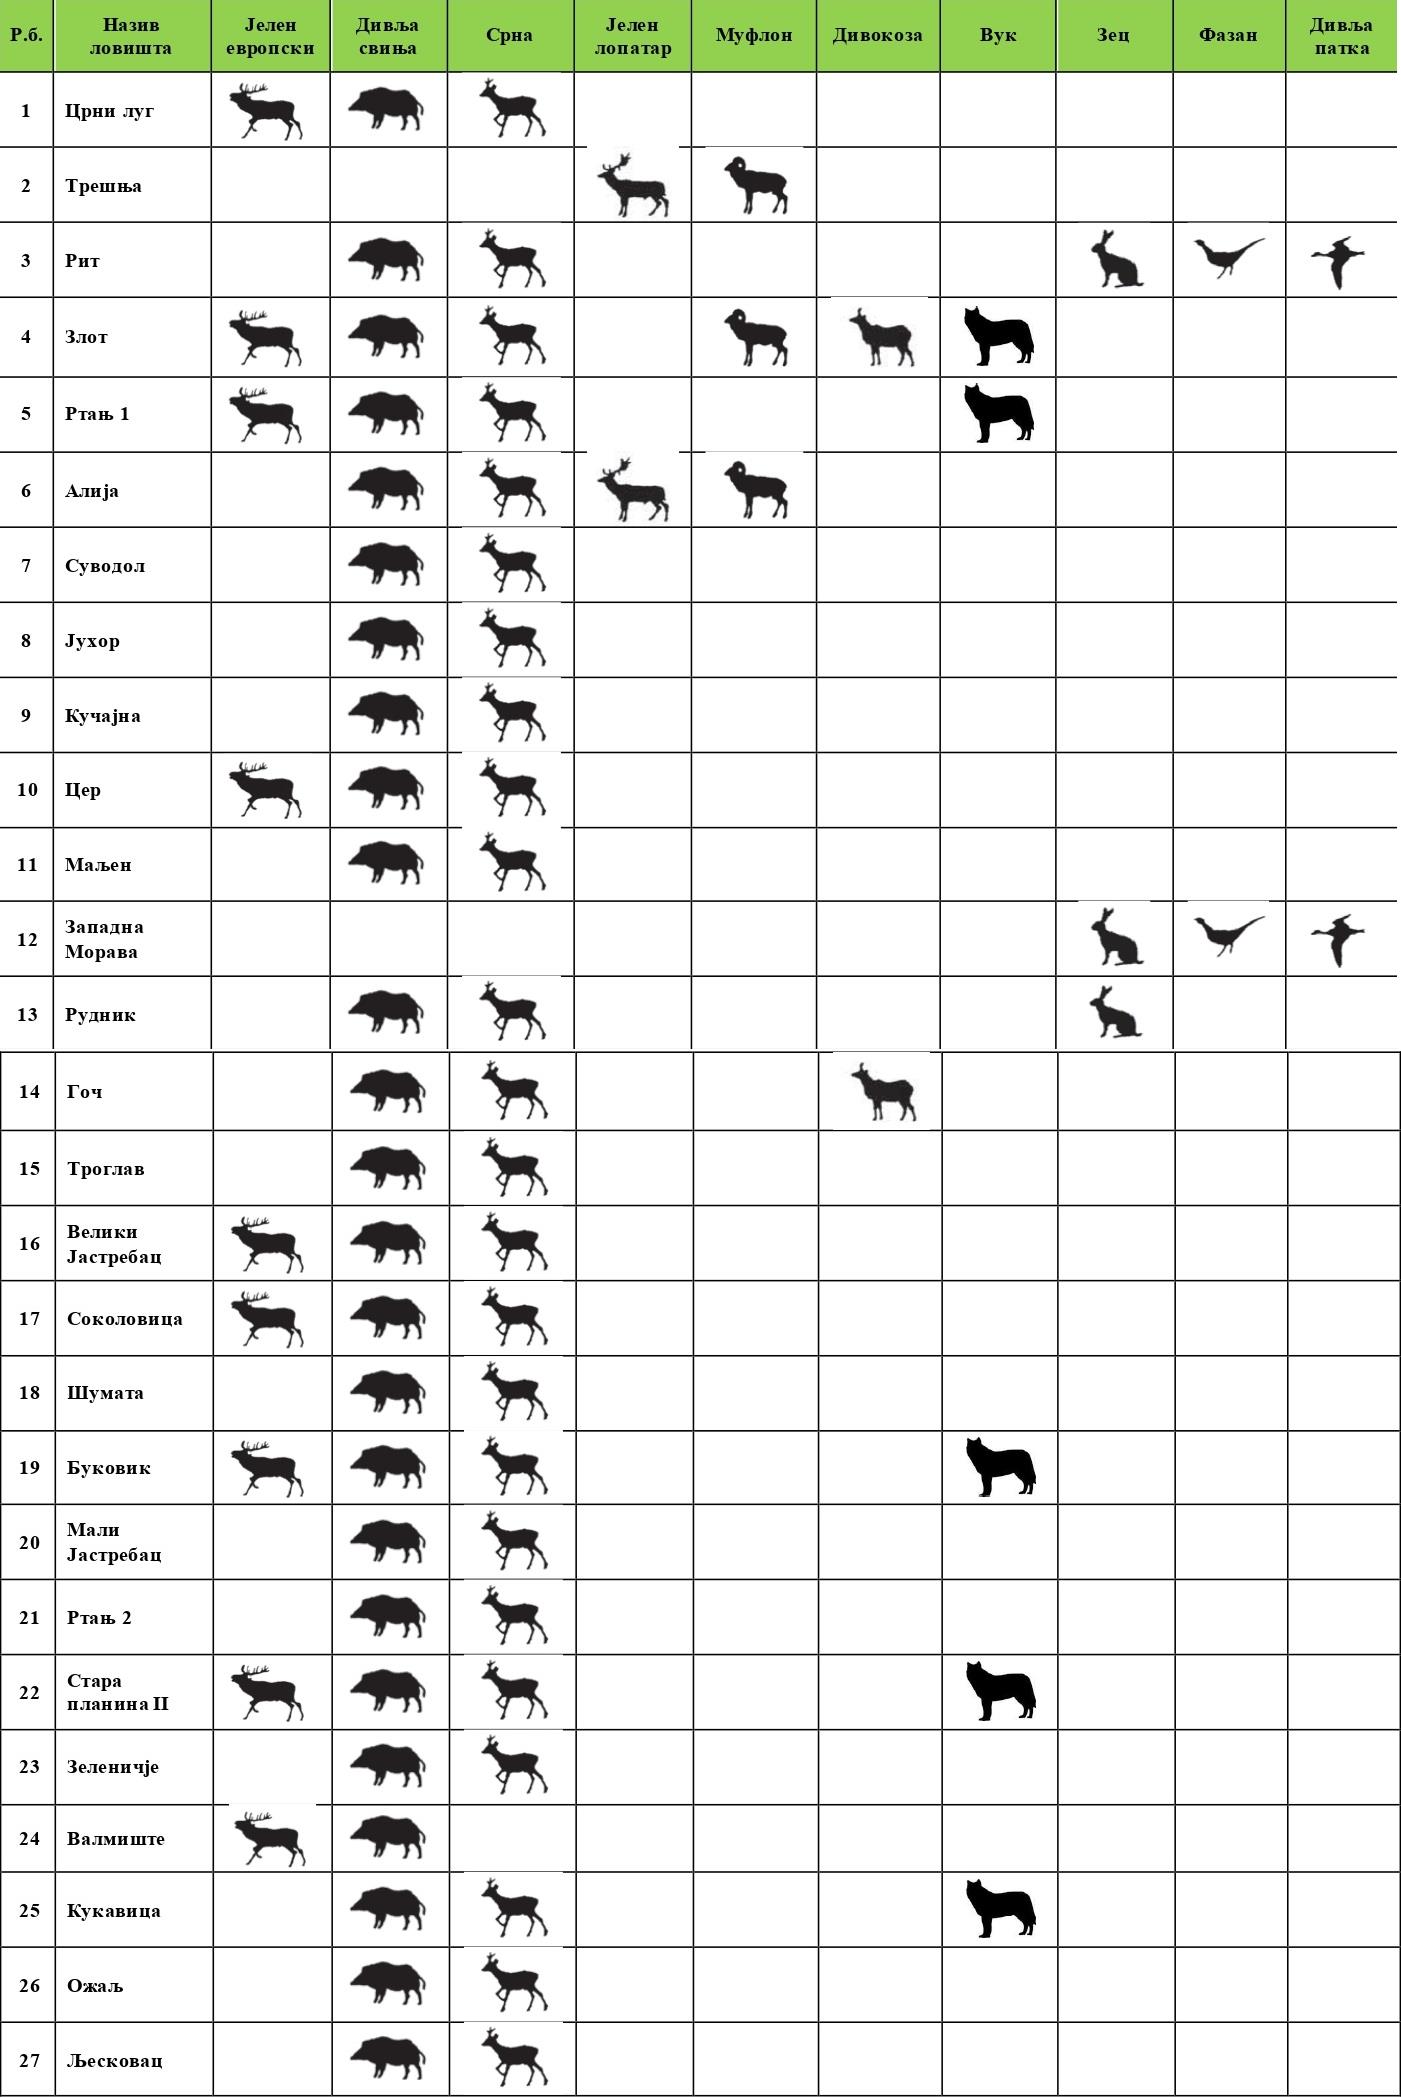 Р.б.
Назив
ловишта
Јелен
европски
Дивља
свиња
Срна
Јелен
лопатар
Муфлон
Дивокоза
Вук
Зец
Фазан
Дивља
патка
1
Црни луг
2
Трешња
3
Рит
4
Злот
5
Ртањ 1
6
Алија
7
Суводол
8
Јухор
9
Кучајна
10
Цер
11
Маљен
12
Западна
Морава
13
Рудник
14
Гоч
15
Троглав
16
Велики
Јастребац
17
Соколовица
18
Шумата
19
Буковик
20
Мали
Јастребац
21
Ртањ 2
22
Стара
планина II
23
Зеленичје
24
Валмиште
25
Кукавица
26
Ожаљ
27
Љесковац